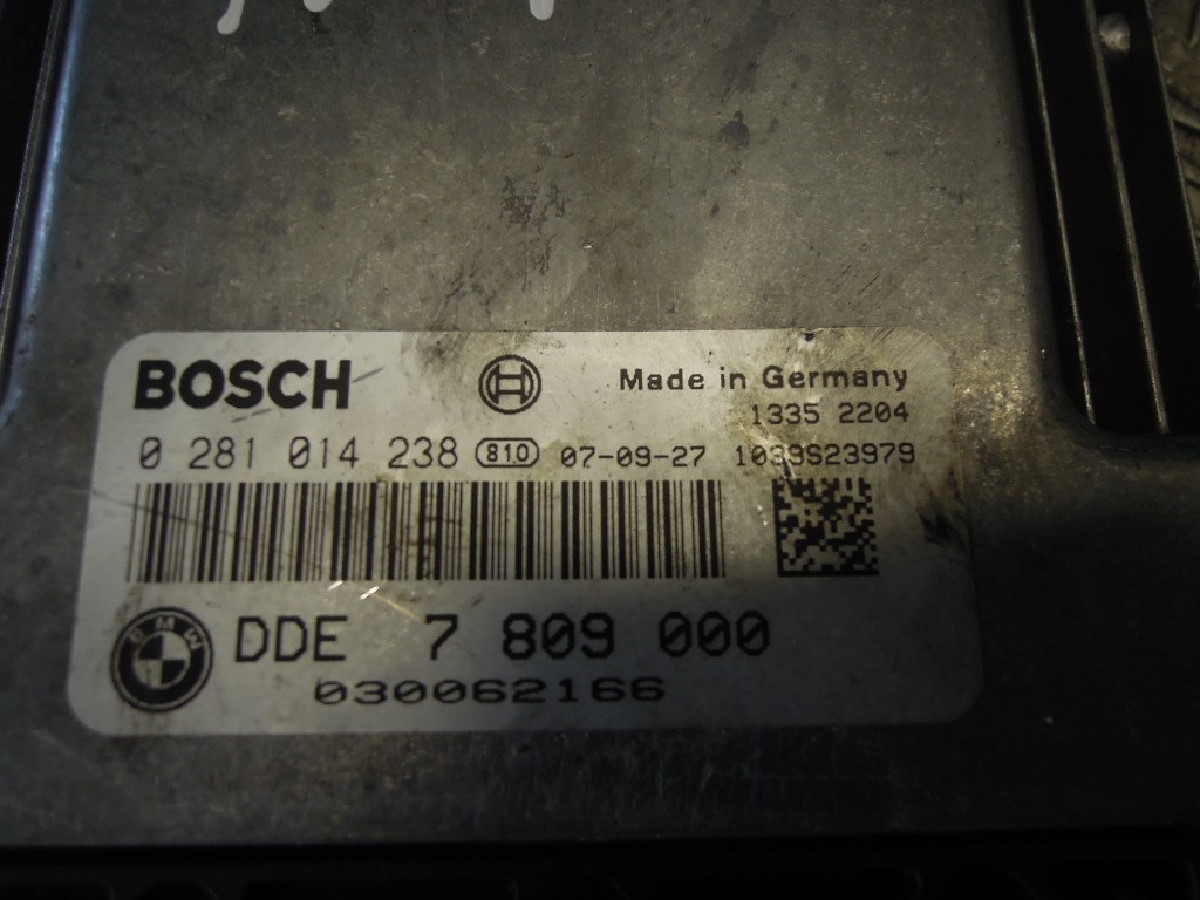 BOSCH
Made in Germany
1335 2204
0 281 014 238 810 07-09-27 1039S23979
BMW
DDE 7 809 000
030062166